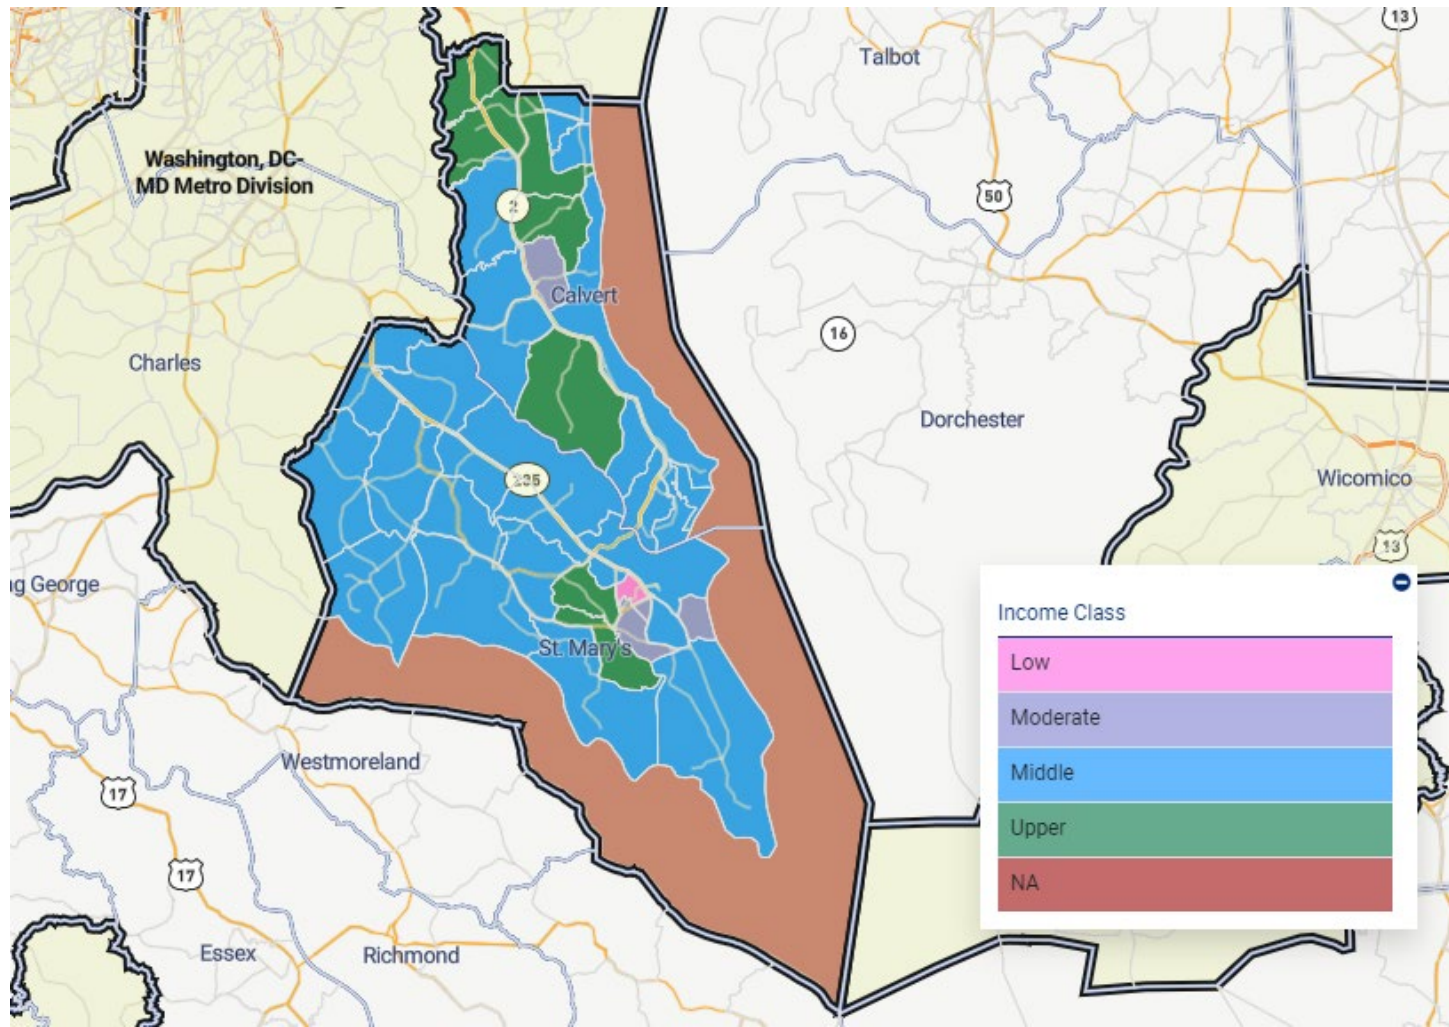 13
Talbot
Washington, DC-
MD Metro Division
50
2
Calvert
16
Charles
Dorchester
235
Wicomico
13
g George
Income Class
Low
St. Mary's
Moderate
Westmoreland
Middle
17
Upper
17
NA
Essex
Richmond